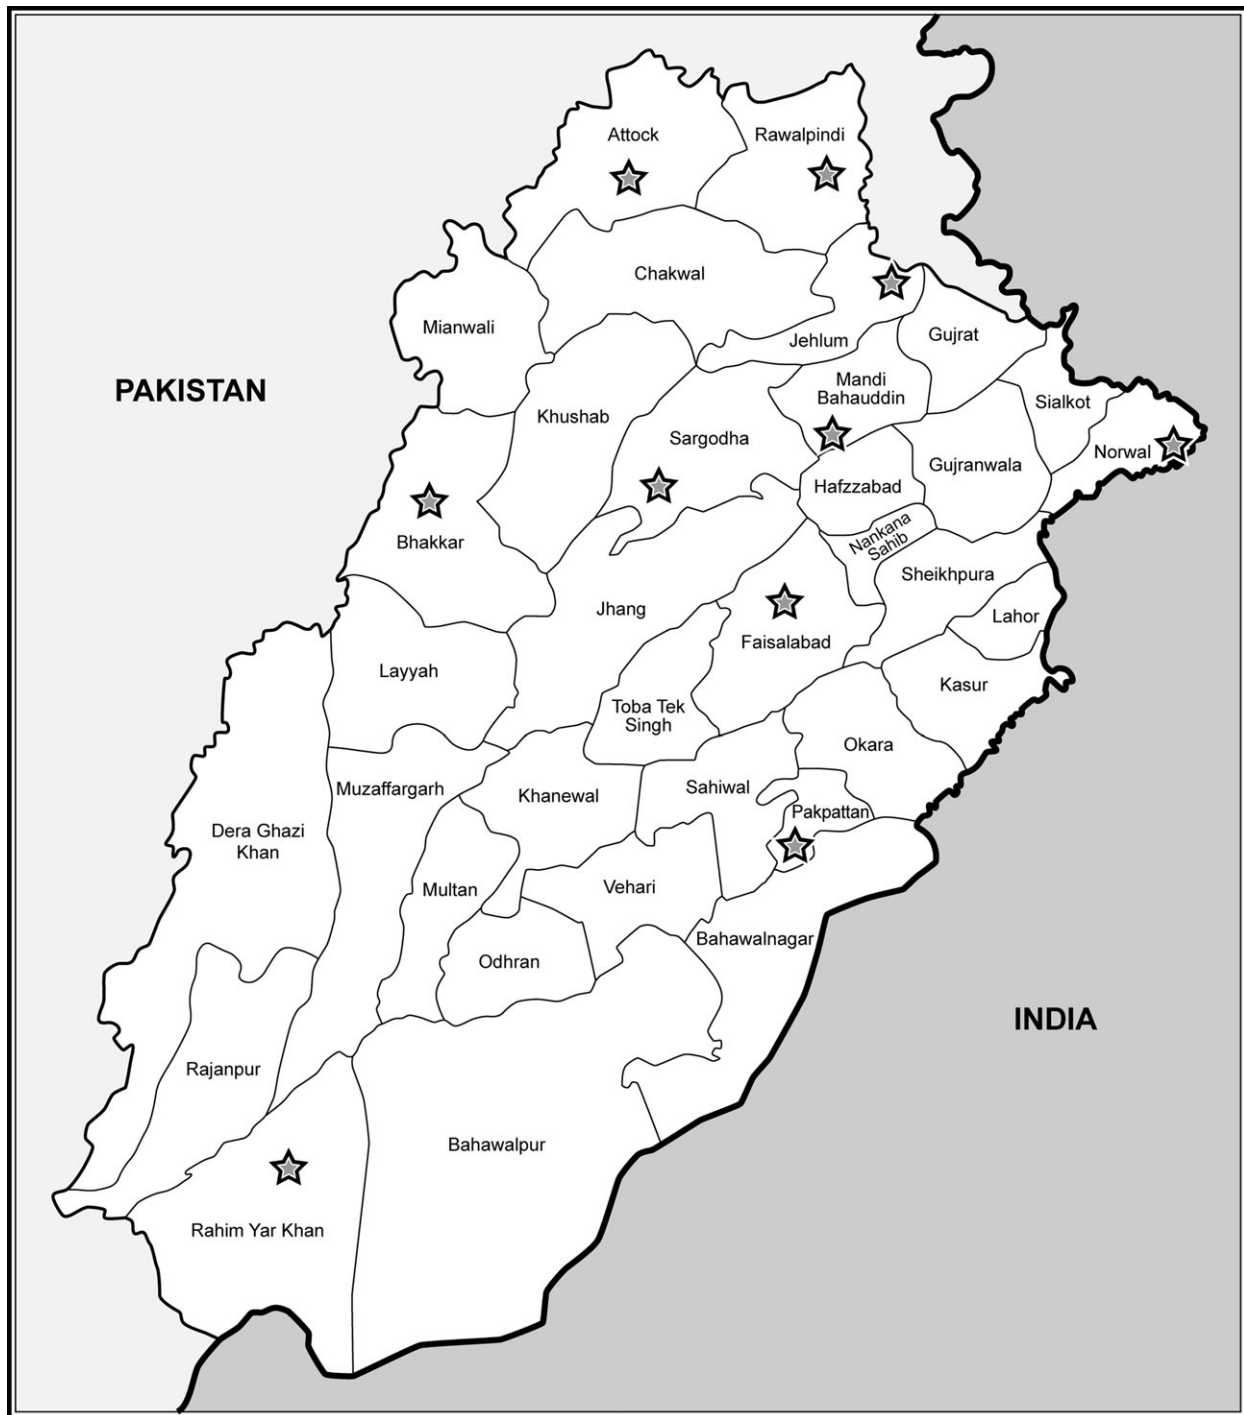 Attock
Rawalpindi
Chakwal
Mianwali
Jehlum
Gujrat
PAKISTAN
Mandi
Bahauddin
Sialkot
Khushab
Sargodha
Norwal
Gujranwala
Hafzzabad
Bhakkar
Nankana
Sahib
Sheikhpura
Jhang
Lahor
Faisalabad
Layyah
Kasur
Toba Tek
Singh
Okara
Muzaffargarh
Khanewal
Sahiwal
Pakpattan
Dera Ghazi
Khan
Multan
Vehari
Bahawalnagar
Odhran
INDIA
Rajanpur
Bahawalpur
Rahim Yar Khan